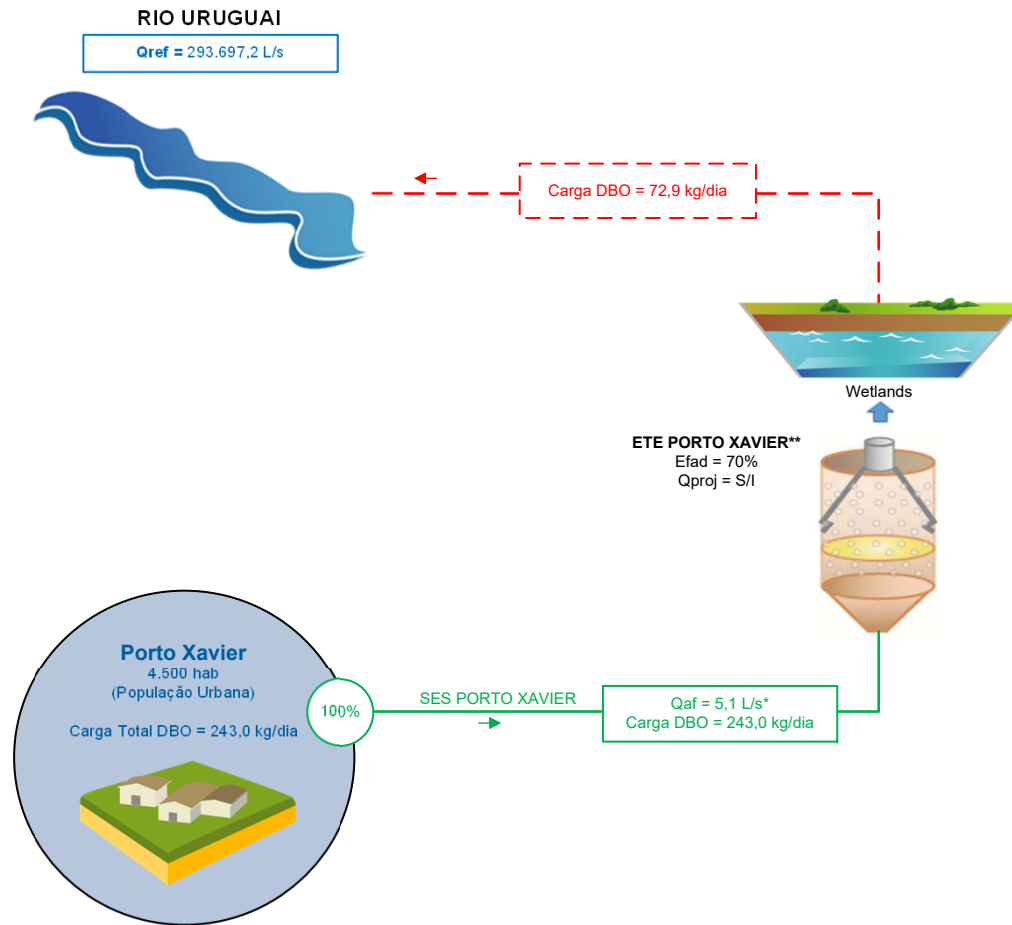 RIO URUGUAI
Qref = 293.697,2 L/s
Carga DBO = 72,9 kg/dia
Wetlands
ETE PORTO XAVIER**
Efad = 70%
Qproj = S/I
Porto Xavier
4.500 hab
(População Urbana)
Carga Total DBO = 243,0 kg/dia
100%
SES PORTO XAVIER
Qaf = 5,1 L/s*
Carga DBO = 243,0 kg/dia